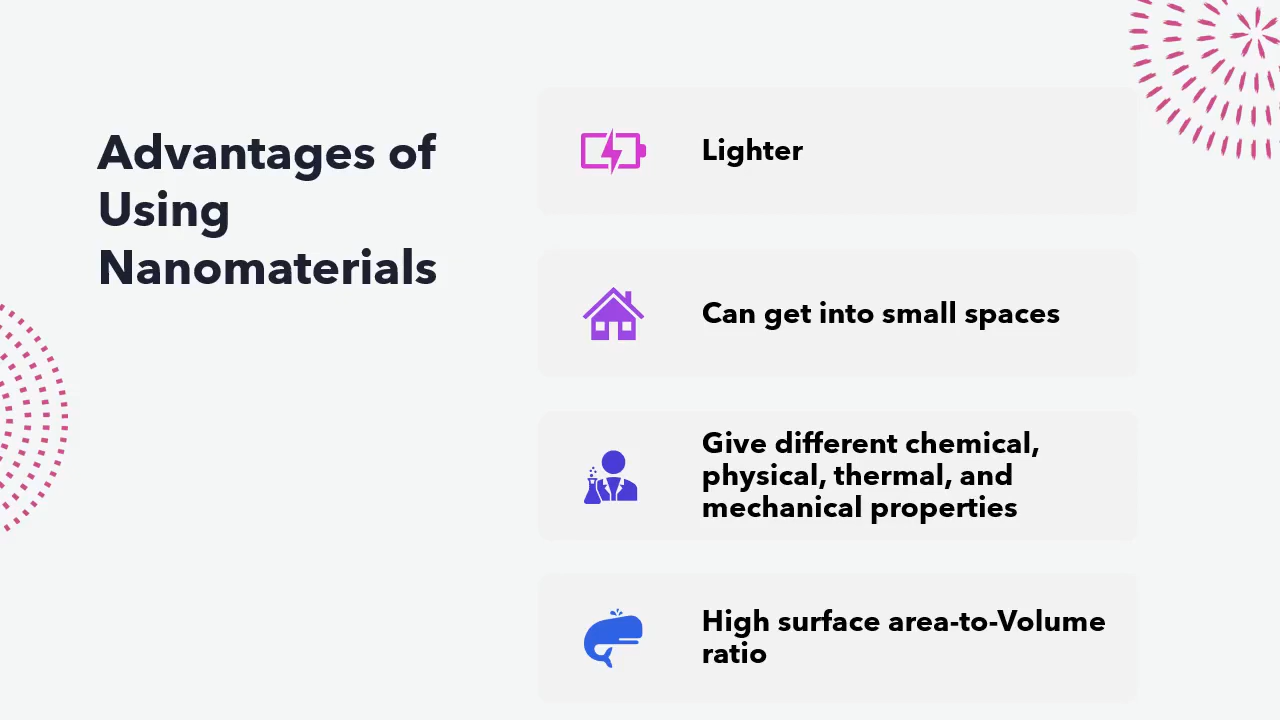 Advantages of
Using
Nanomaterials
Lighter
Can get into small spaces
Give different chemical,
physical, thermal, and
mechanical properties
High surface area-to-Volume
ratio